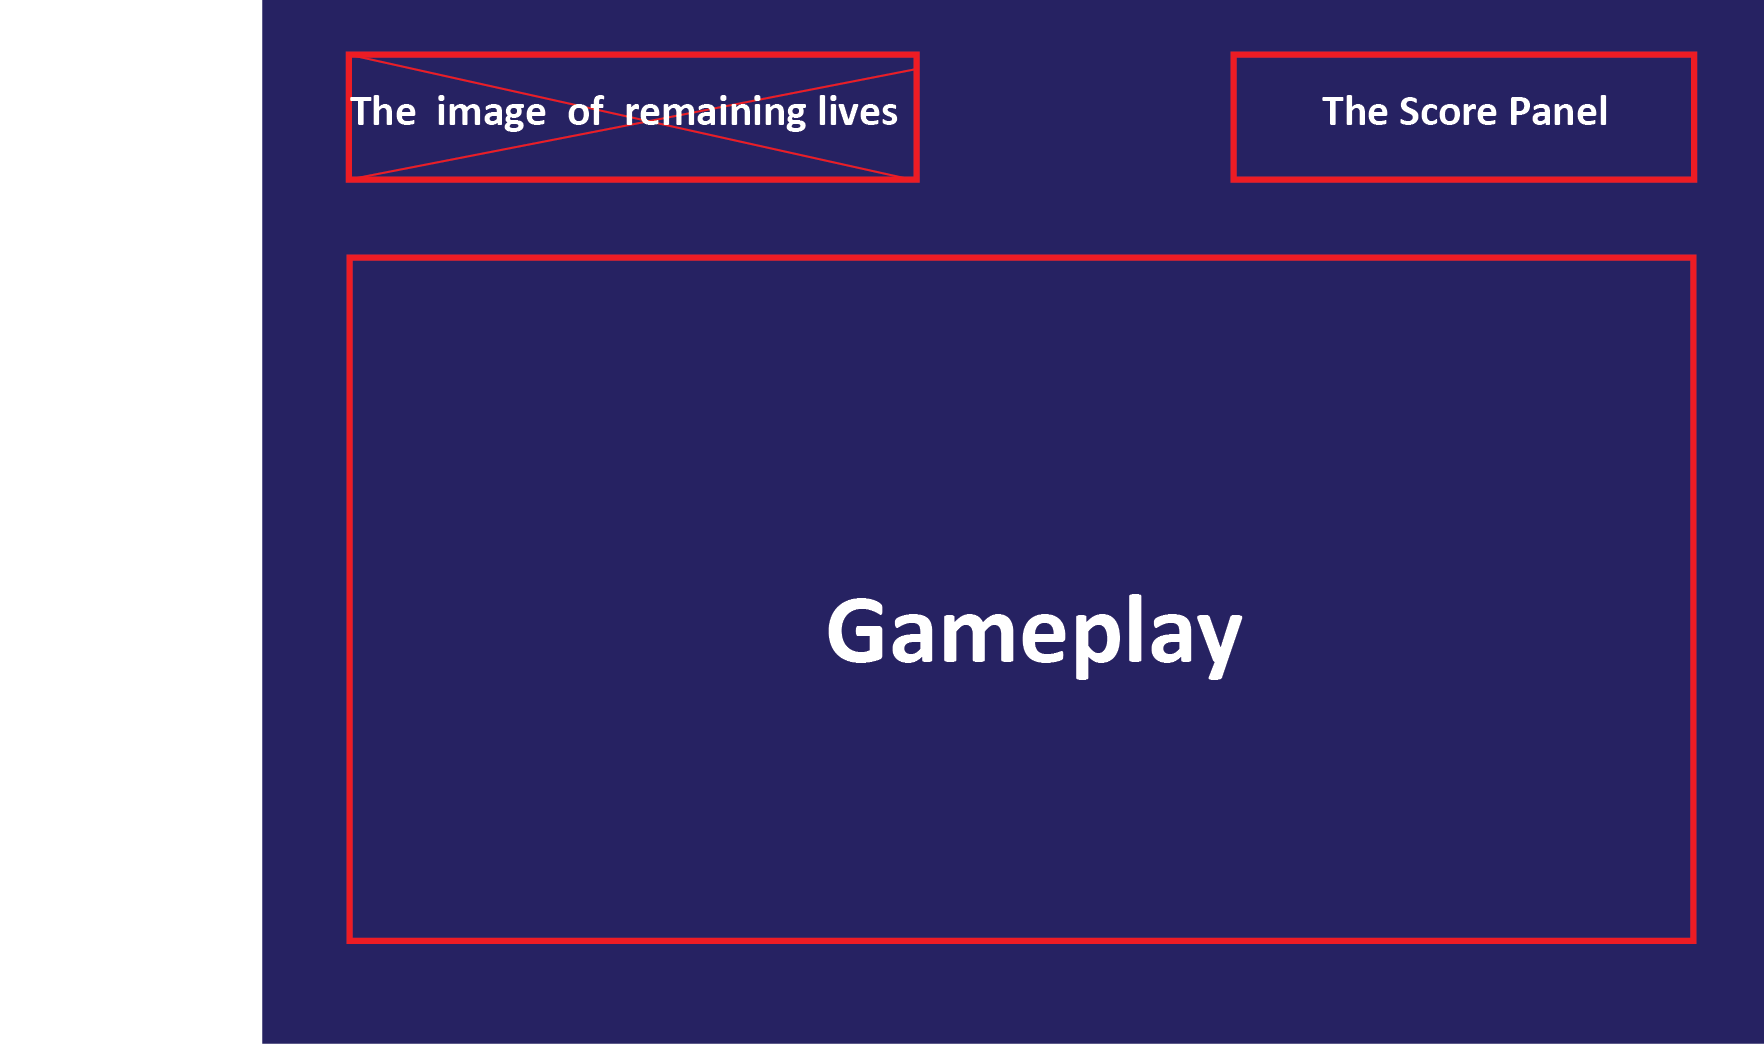 The image of remaining lives
The Score Panel
Gameplay